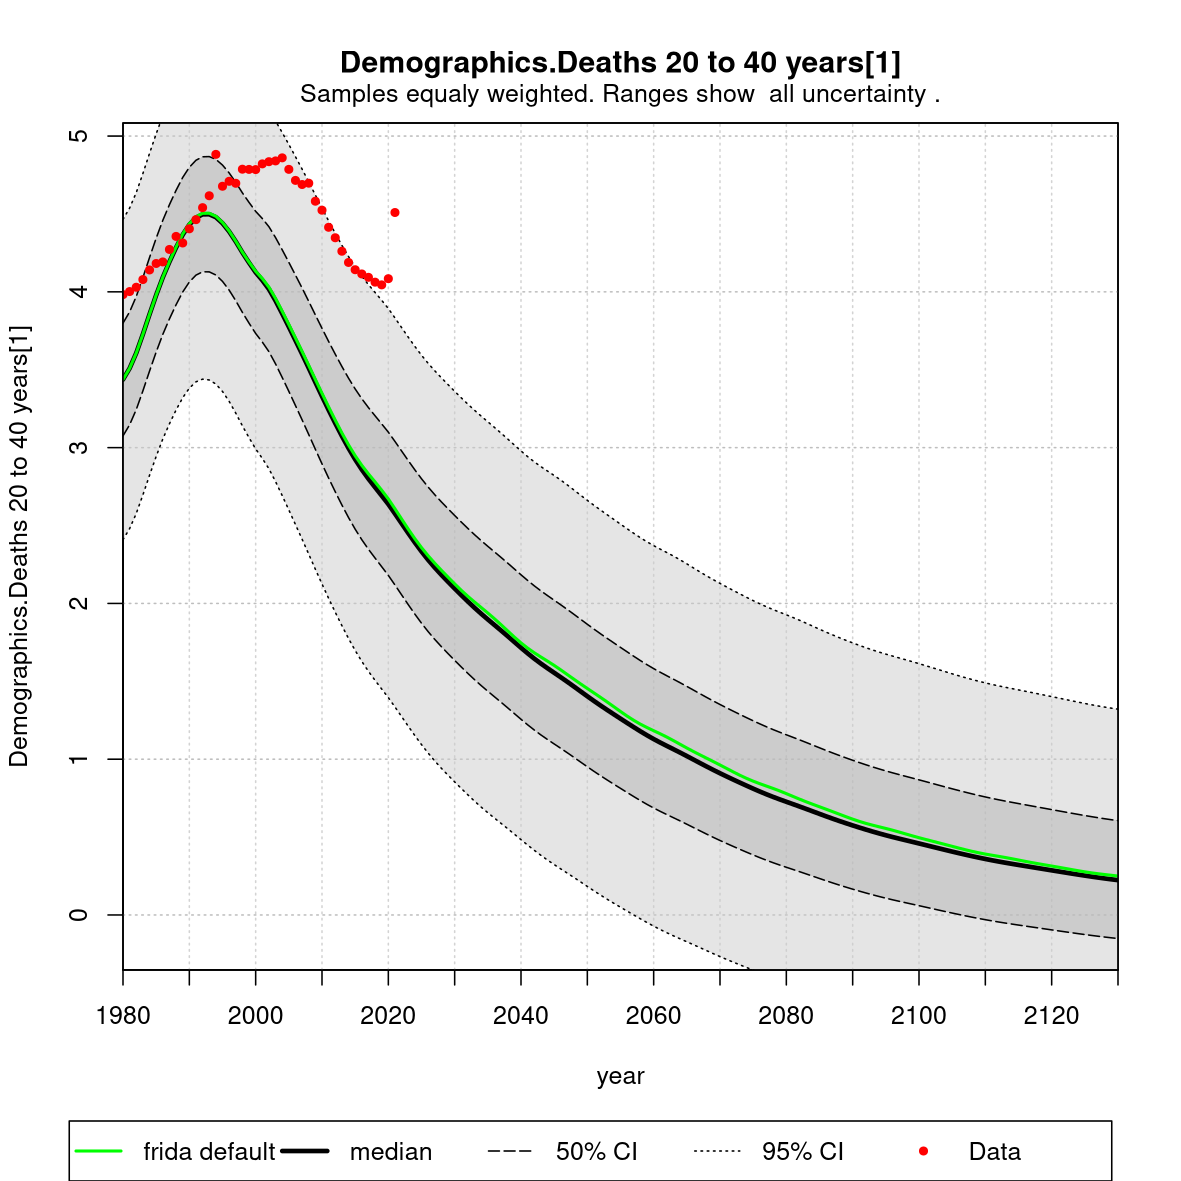 Demographics.Deaths 20 to 40 years[1]
Samples equaly weighted. Ranges show  all uncertainty .
Demographics.Deaths 20 to 40 years[1]
5
4
3
2
1
0
1980 2000 2020 2040 2060 2080 2100 2120
year
frida default median 50% CI 95% CI Data